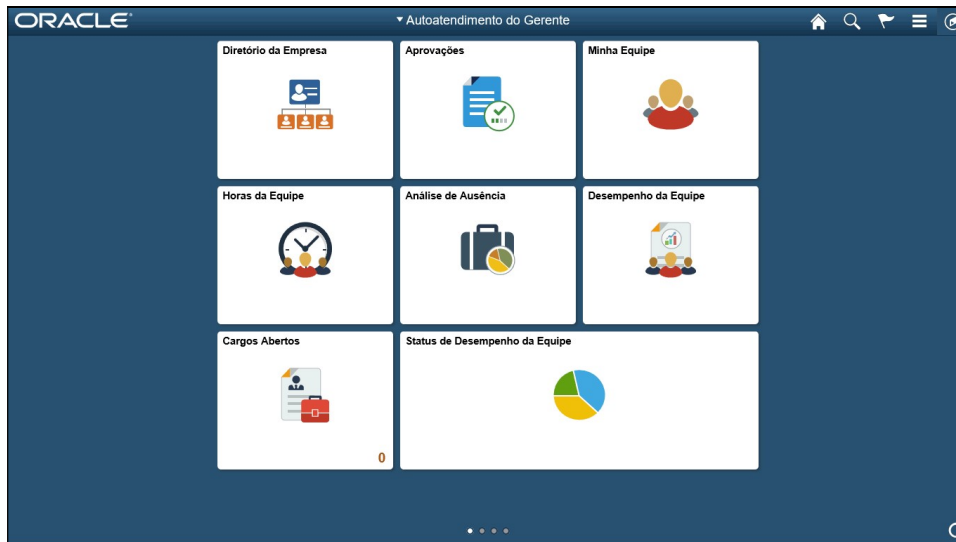 ORACLE
Autoatendimento do Gerente
Diretório da Empresa
Aprovações
Minha Equipe
Horas da Equipe
Análise de Ausência
Desempenho da Equipe
Cargos Abertos
0
Status de Desempenho da Equipe